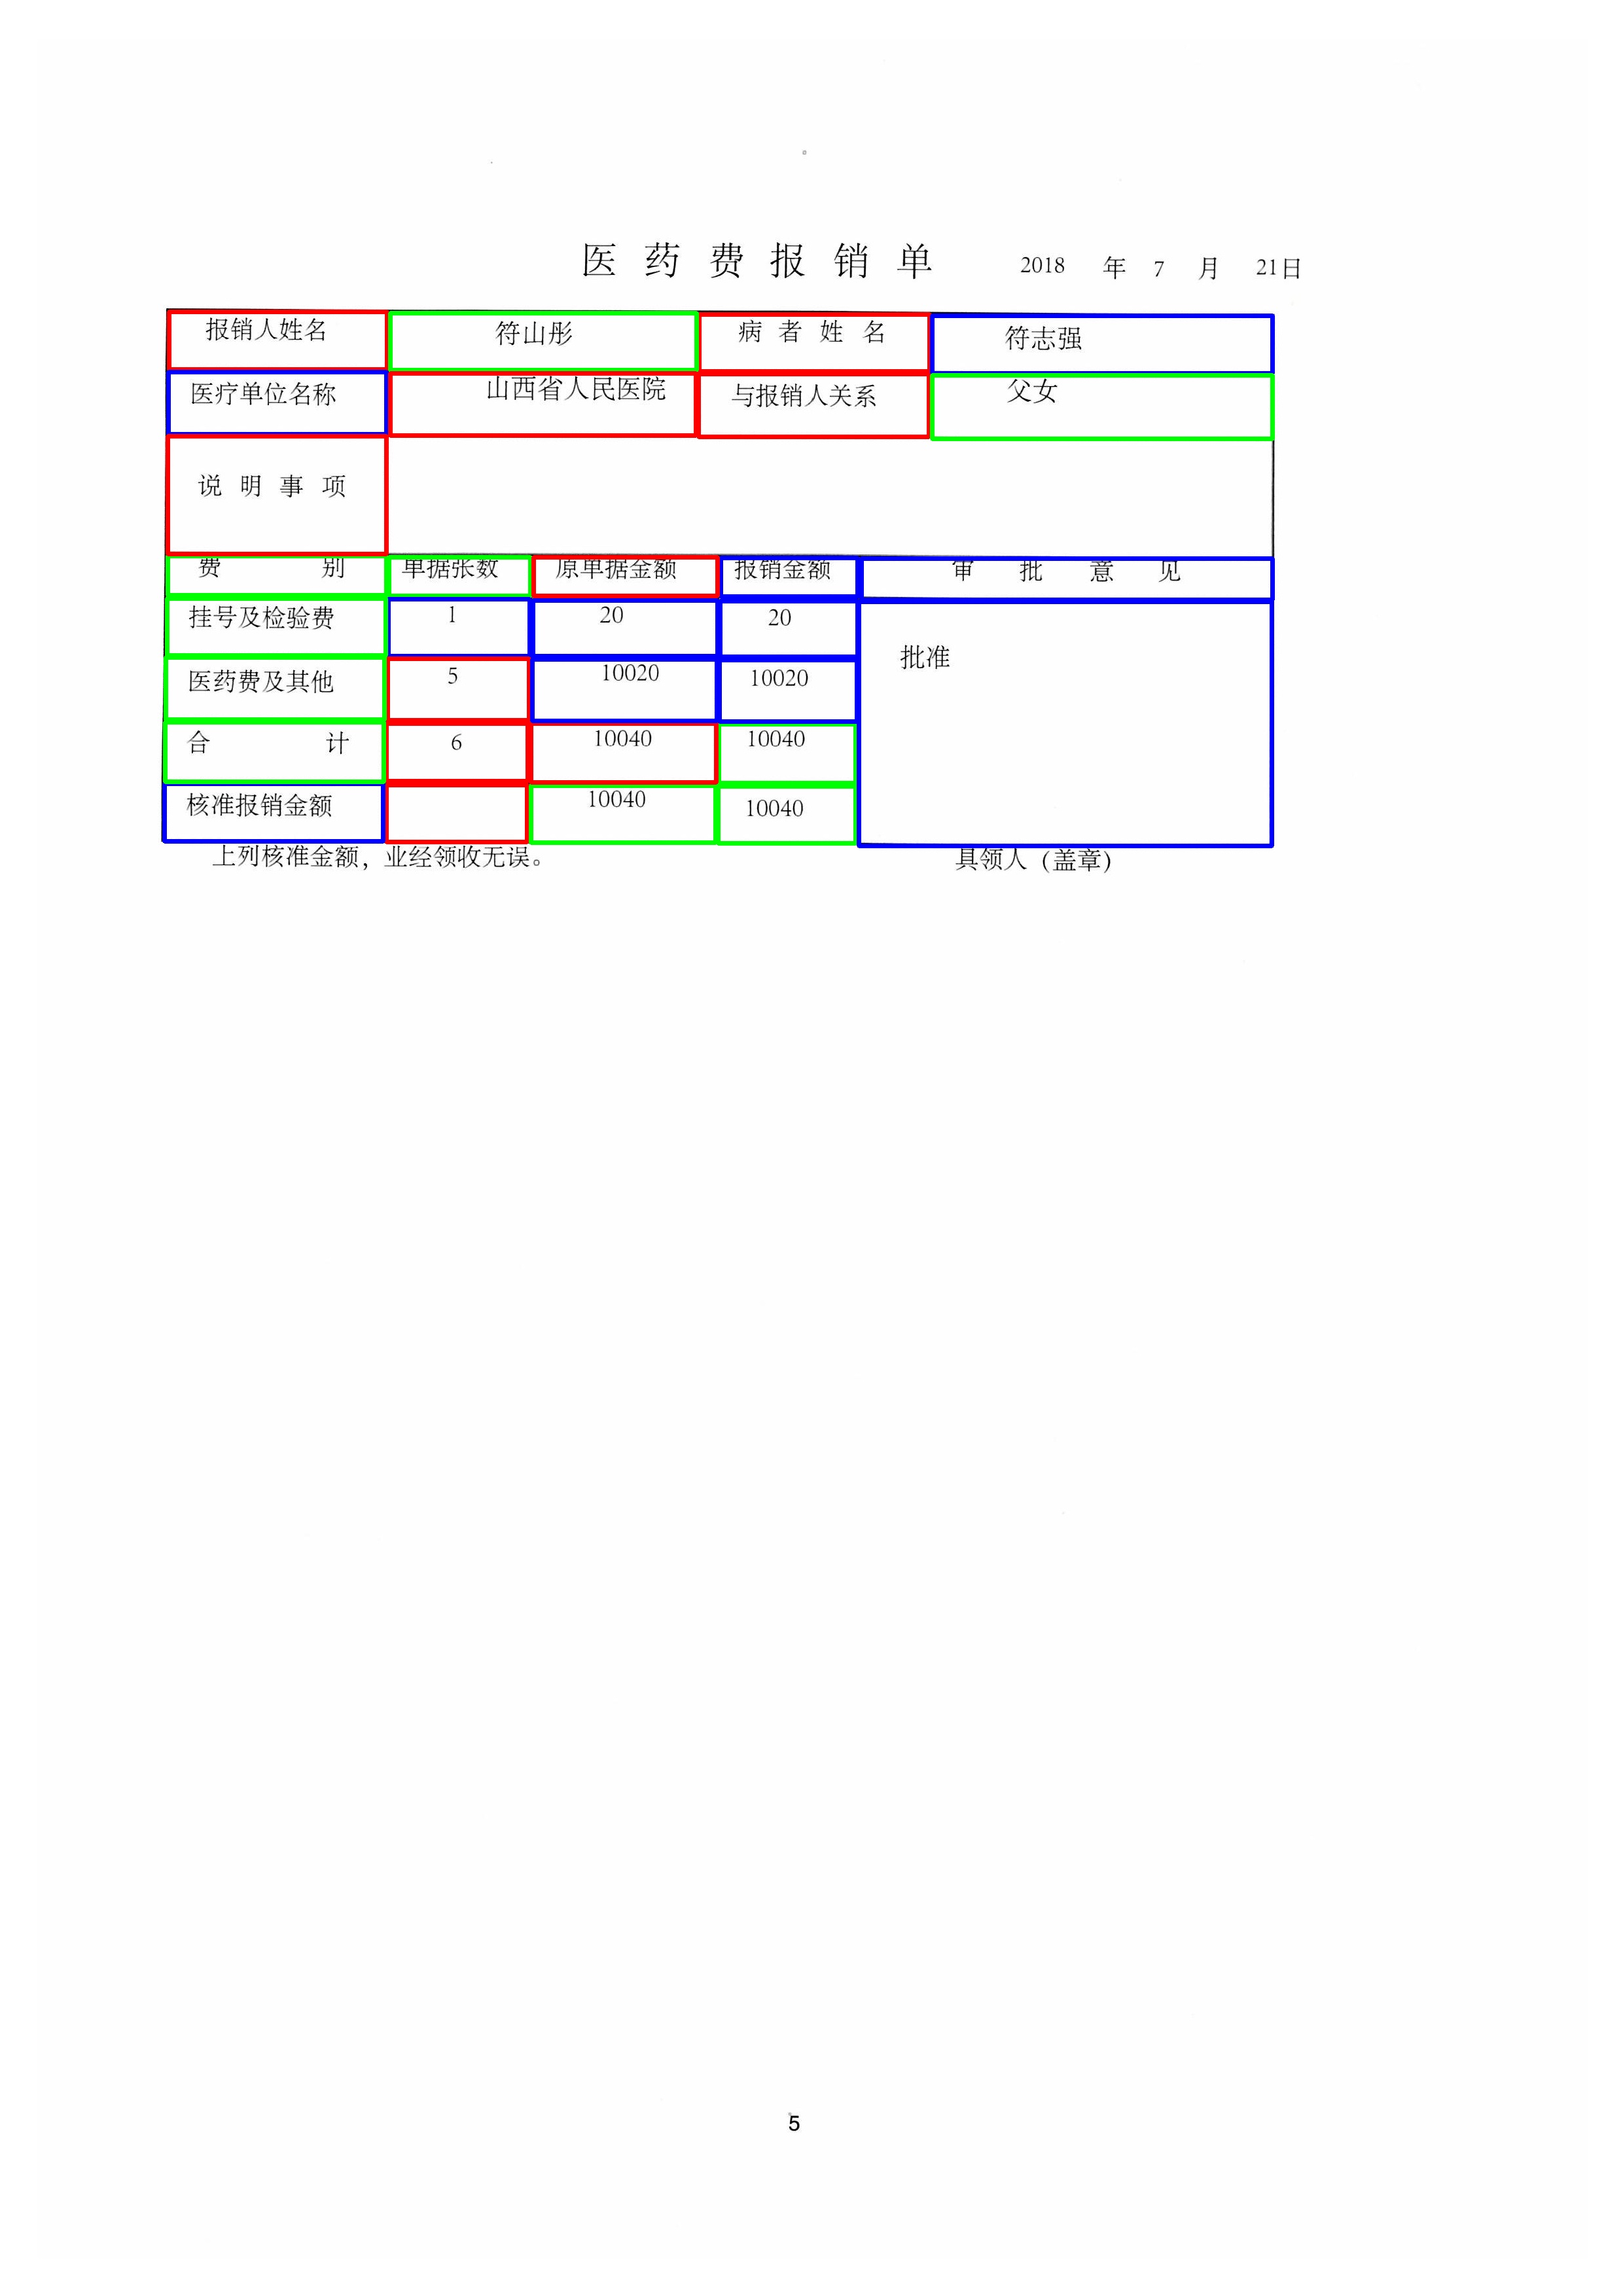 医药费报销单 2018 年 7 月 21日
报销人姓名 符山彤 病者姓名 符志强
医疗单位名称 山西省人民医院 与报销人关系 父女
说明事项
费别 单据张数 原单据金额 报销金额 审批意见
挂号及检验费 1 20 20 批准
医药费及其他 5 10020 10020
合计 6 10040 10040
核准报销金额 10040 10040
上列核准金额，业经领收无误。 具领人（盖章）
5